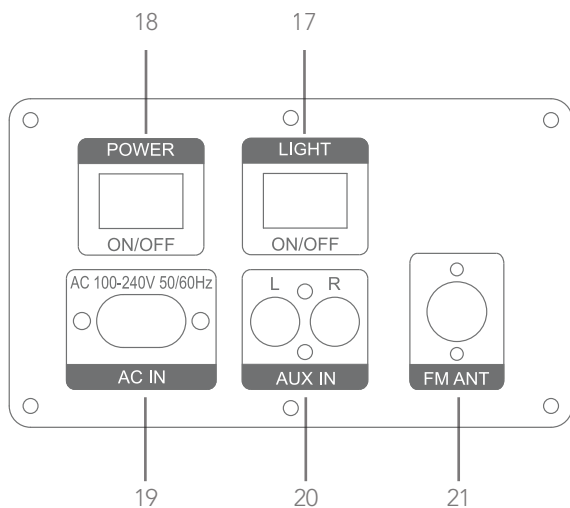 18 17
POWER LIGHT
ON/OFF ON/OFF
AC 100-240V 50/60Hz L R
AC IN AUX IN FM ANT
19 20 21